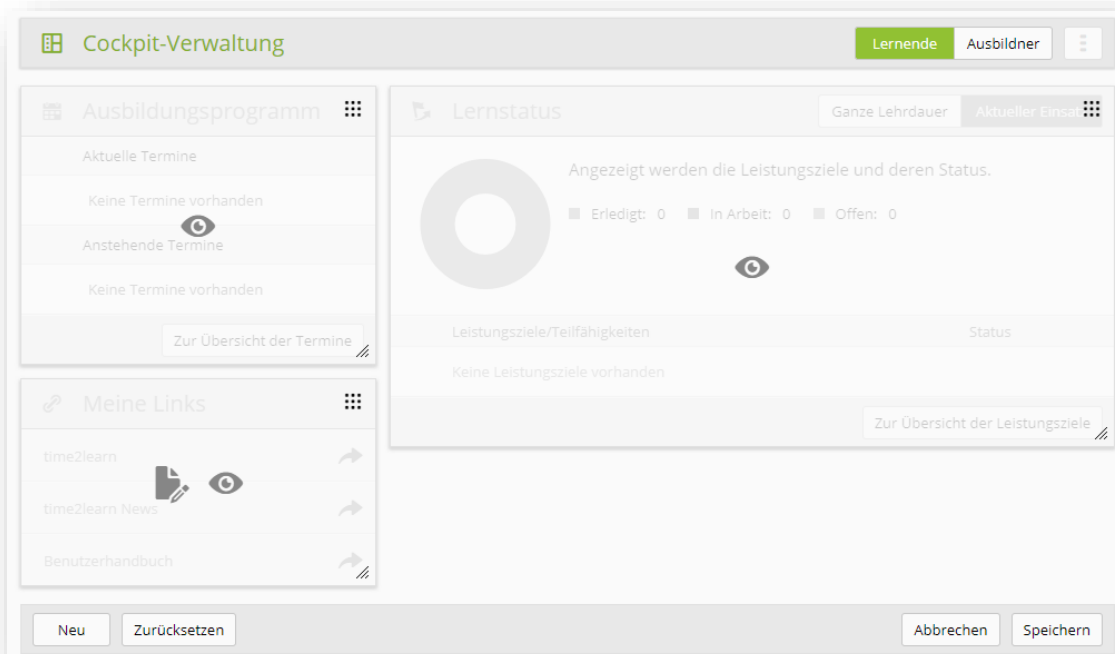 Cockpit-Verwaltung
Lernende Ausbildner
Ausbildungsprogramm
Aktuelle Termine
Keine Termine vorhanden
Anstehende Termine
Keine Termine vorhanden
Zur Übersicht der Termine
Lernstatus
Ganze Lehrdauer Aktueller Einsatz
Angezeigt werden die Leistungsziele und deren Status.
Erledigt: 0 In Arbeit: 0 Offen: 0
Leistungsziele/Teilfähigkeiten Status
Keine Leistungsziele vorhanden
Zur Übersicht der Leistungsziele
Meine Links
time2learn
time2learn News
Benutzerhandbuch
Neu Zurücksetzen Abbrechen Speichern